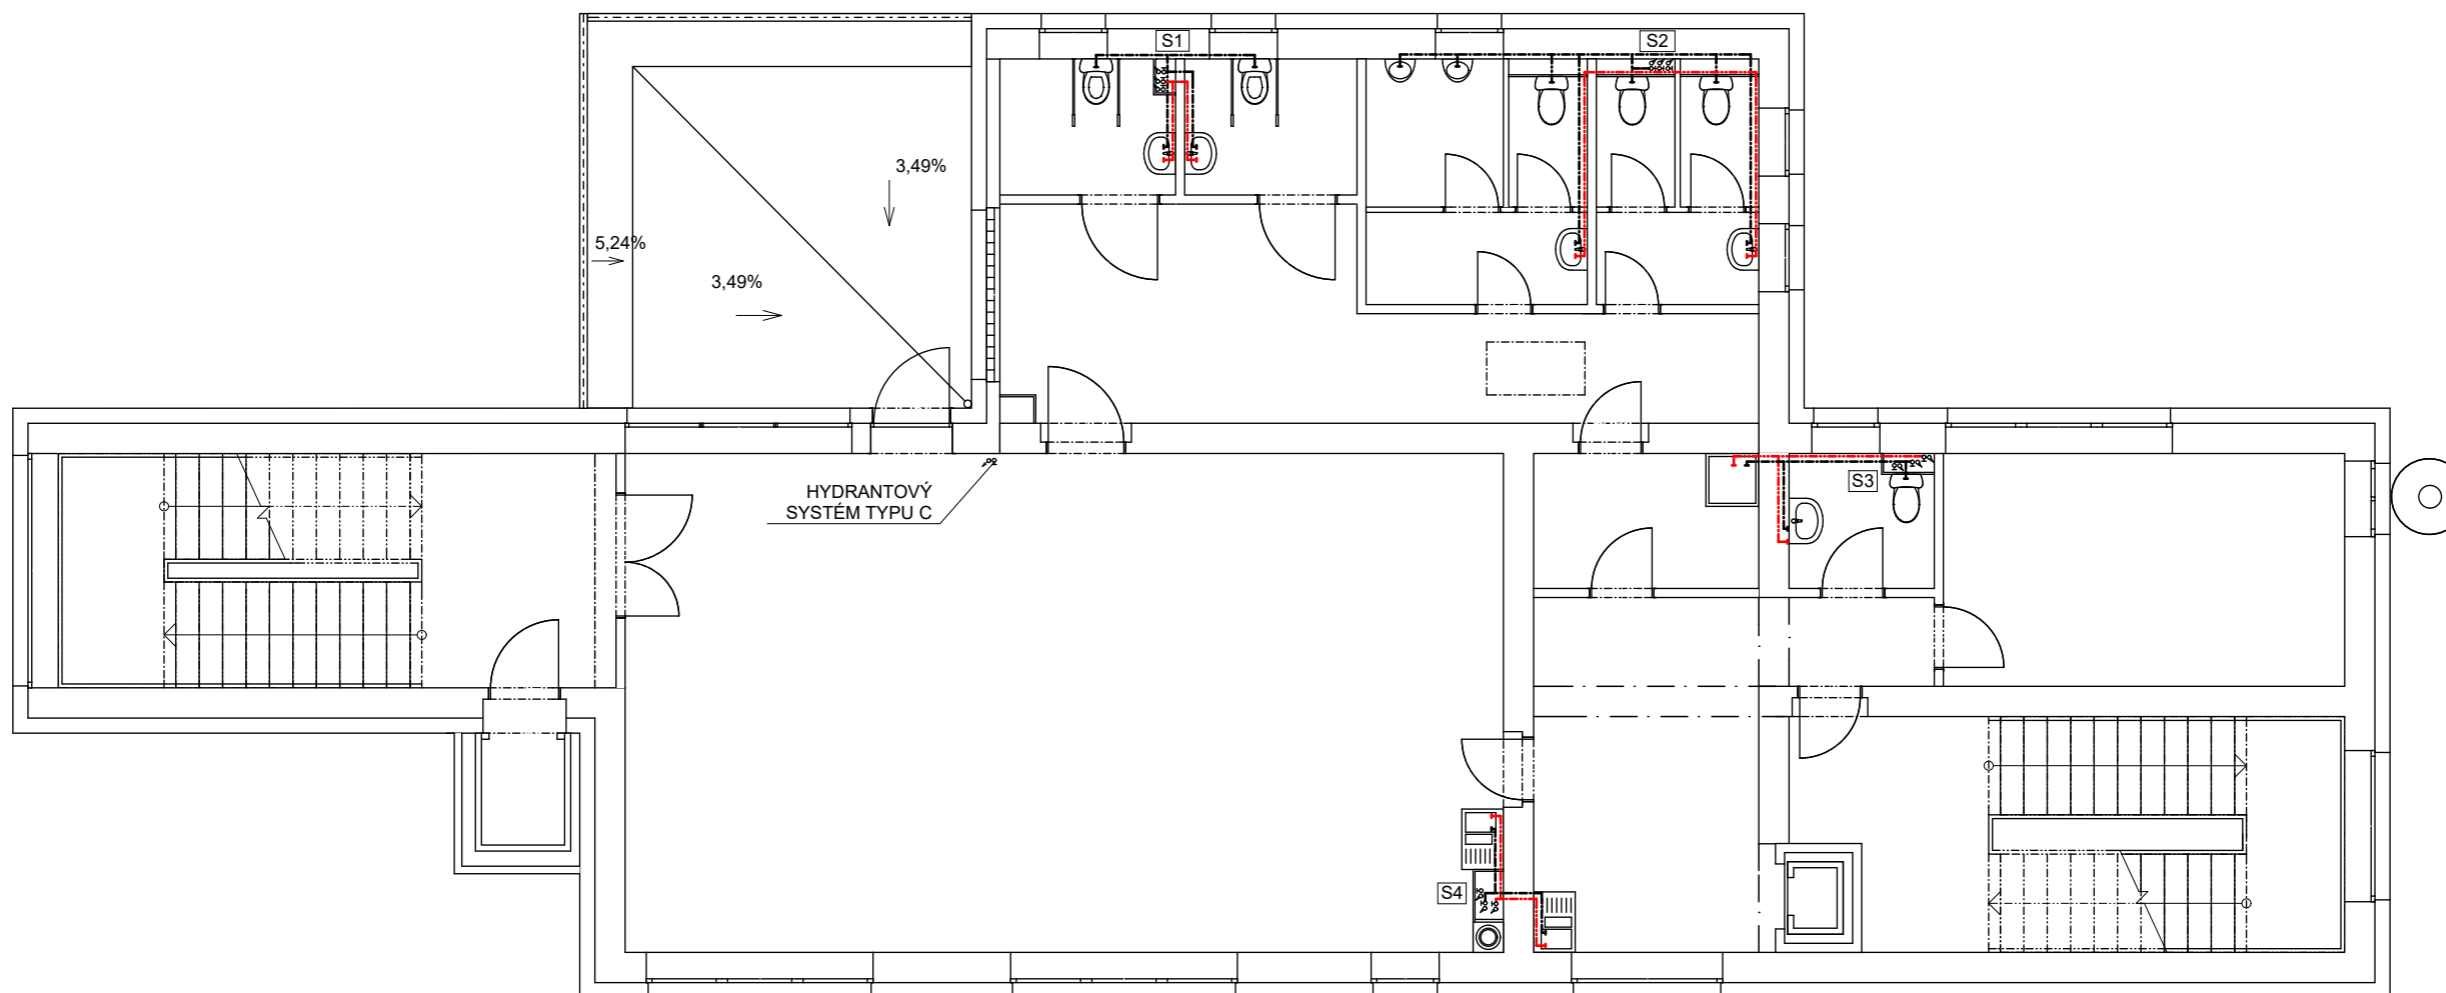 S1
S2
3,49%
5,24%
3,49%
HYDRANTOVÝ
SYSTÉM TYPU C
S3
S4